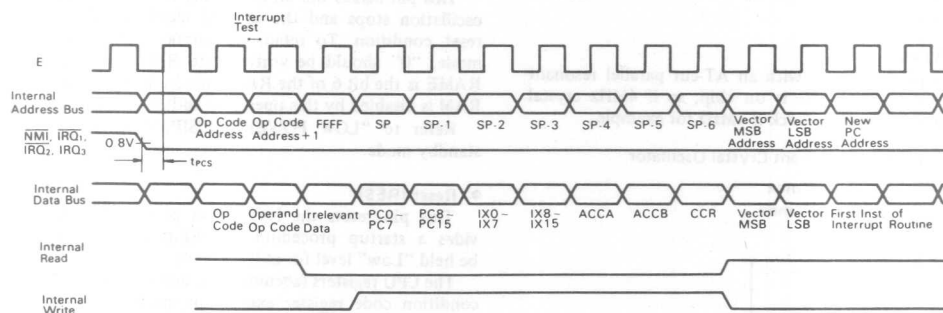 Interrupt
Test
E
Internal
Address Bus
Op Code
Address
Op Code
Address + 1
FFFF
SP
SP-1
SP-2
SP-3
SP-4
SP-5
SP-6
Vector
MSB
Address
Vector
LSB
Address
New
PC
Address
NMI, IRQ1,
IRQ2, IRQ3
0 8V
tPCS
Internal
Data Bus
Op
Code
Operand
Op Code
Irrelevant
Data
PC0–
PC7
PC8–
PC15
IX0–
IX7
IX8–
IX15
ACCA
ACCB
CCR
Vector
MSB
Vector
LSB
First Inst of
Interrupt Routine
Internal
Read
Internal
Write